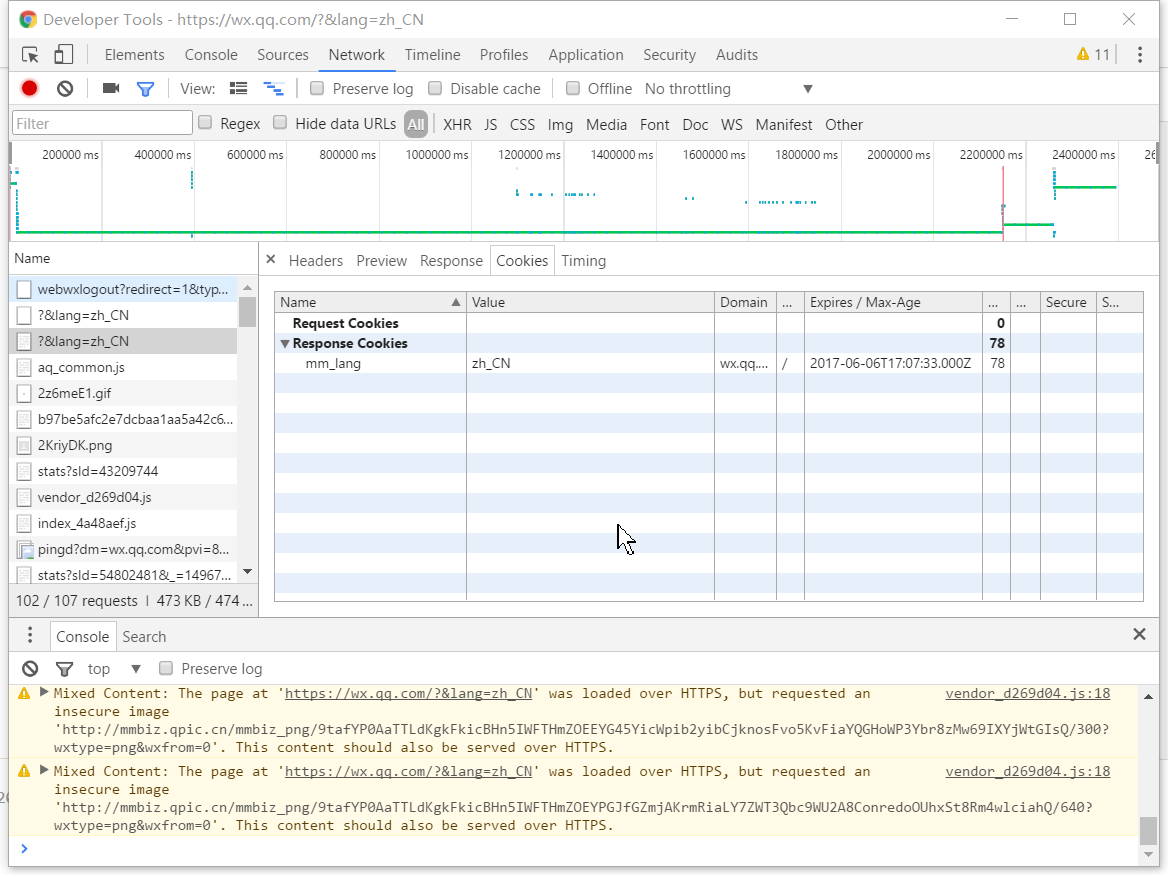 Developer Tools - https://wx.qq.com/?&lang=zh_CN
Elements Console Sources Network Timeline Profiles Application Security Audits 11
View: Preserve log Disable cache Offline No throttling ▼
Filter Regex Hide data URLs All XHR JS CSS Img Media Font Doc WS Manifest Other
200000 ms 400000 ms 600000 ms 800000 ms 1000000 ms 1200000 ms 1400000 ms 1600000 ms 1800000 ms 2000000 ms 2200000 ms 2400000 ms 26
Name
webwxlogout?redirect=1&typ...
?&lang=zh_CN
?&lang=zh_CN
aq_common.js
2z6meE1.gif
b97be5afc2e7dcbaa1aa5a42c6...
2KriyDK.png
stats?sId=43209744
vendor_d269d04.js
index_4a48aef.js
pingd?dm=wx.qq.com&pvi=8...
stats?sId=54802481&_=14967...
102 / 107 requests | 473 KB / 474 ...
× Headers Preview Response Cookies Timing
Name ▲ Value Domain ... Expires / Max-Age ... ... Secure S...
Request Cookies 0
▼ Response Cookies 78
mm_lang zh_CN wx.qq.... / 2017-06-06T17:07:33.000Z 78
Console Search
top ▼ Preserve log
Mixed Content: The page at 'https://wx.qq.com/?&lang=zh_CN' was loaded over HTTPS, but requested an vendor_d269d04.js:18
insecure image
'http://mmbiz.qpic.cn/mmbiz_png/9tafYP0AaTTLdKgkFkicBHn5IWFTHmZOEEYG45YicWpib2yibCjknosFvo5KvFiaYQGHoWP3Ybr8zMw69IXYjWtGIsQ/300?
wxtype=png&wxfrom=0'. This content should also be served over HTTPS.
Mixed Content: The page at 'https://wx.qq.com/?&lang=zh_CN' was loaded over HTTPS, but requested an vendor_d269d04.js:18
insecure image
'http://mmbiz.qpic.cn/mmbiz_png/9tafYP0AaTTLdKgkFkicBHn5IWFTHmZOEYPGJfGZmjAKrmRiaLY7ZWT3Qbc9WU2A8ConredoOUhxSt8Rm4wlciahQ/640?
wxtype=png&wxfrom=0'. This content should also be served over HTTPS.